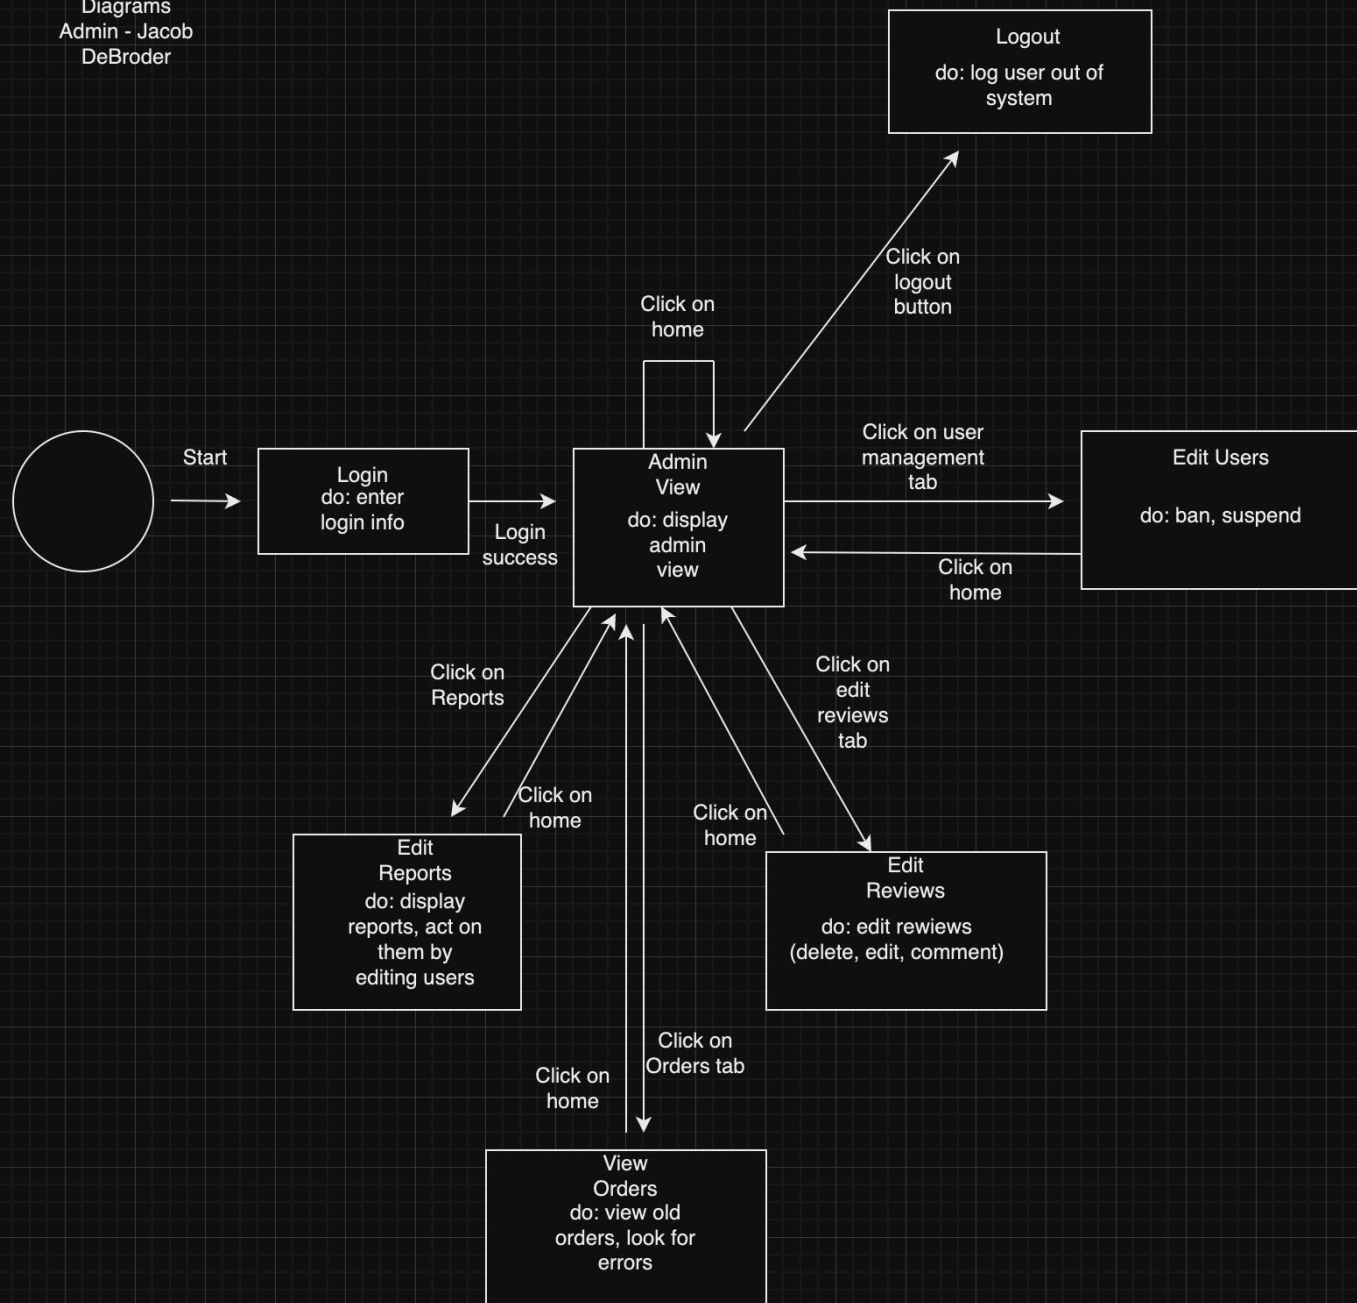 Diagrams
Admin - Jacob
DeBroder
Logout
do: log user out of
system
Click on
logout
button
Click on
home
Start
Login
do: enter
login info
Login
success
Admin
View
do: display
admin
view
Click on user
management
tab
Edit Users
do: ban, suspend
Click on
home
Click on
Reports
Click on
home
Click on
home
Click on
edit
reviews
tab
Edit
Reports
do: display
reports, act on
them by
editing users
Edit
Reviews
do: edit rewiews
(delete, edit, comment)
Click on
home
Click on
Orders tab
View
Orders
do: view old
orders, look for
errors